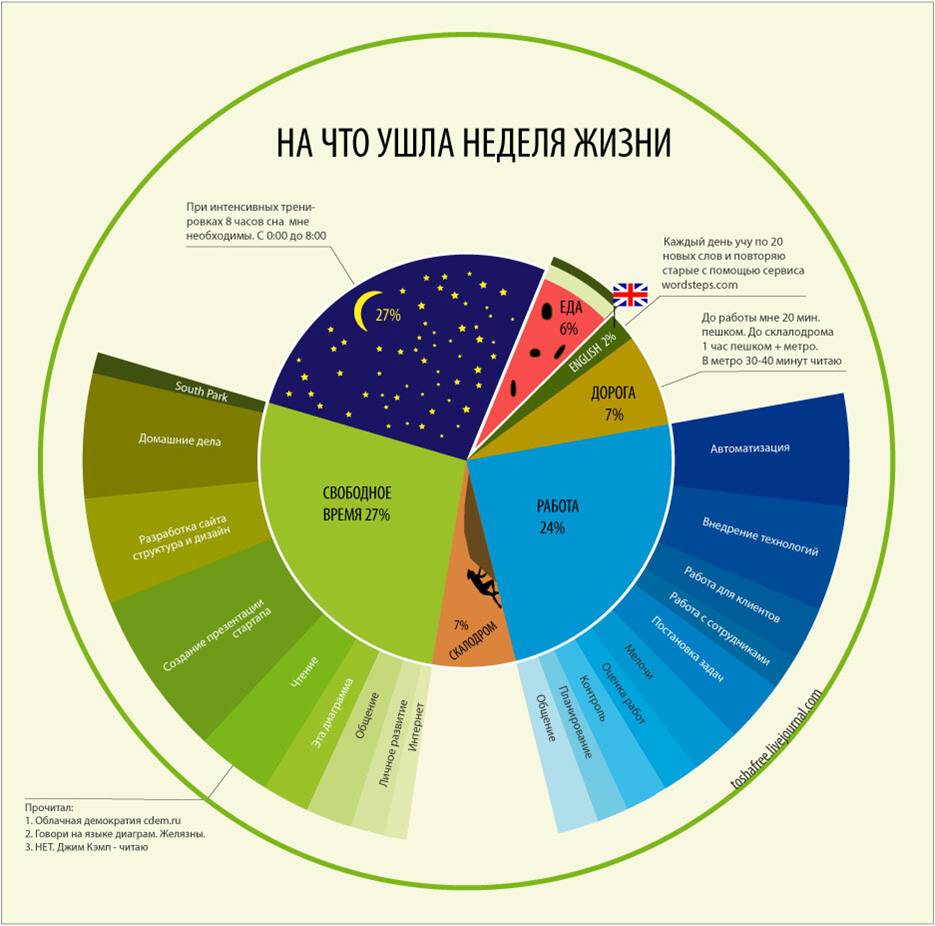 НА ЧТО УШЛА НЕДЕЛЯ ЖИЗНИ
При интенсивных трени-
ровках 8 часов сна мне
необходимы. С 0:00 до 8:00
Каждый день учу по 20
новых слов и повторяю
старые с помощью сервиса
wordsteps.com
До работы мне 20 мин.
пешком. До склалодрома
1 час пешком + метро.
В метро 30-40 минут читаю
27%
ЕДА
6%
ENGLISH 2%
ДОРОГА
7%
РАБОТА
24%
7%
СКАЛОДРОМ
СВОБОДНОЕ
ВРЕМЯ 27%
South Park
Домашние дела
Разработка сайта
структура и дизайн
Создание презентации
стартапа
Чтение
Эта диаграмма
Общение
Личное развитие
Интернет
Автоматизация
Внедрение технологий
Работа для клиентов
Работа с сотрудниками
Постановка задач
Мелочи
Оценка работ
Контроль
Планирование
Общение
toshafree.livejournal.com
Прочитал:
1. Облачная демократия cdem.ru
2. Говори на языке диаграм. Желязны.
3. НЕТ. Джим Кэмп - читаю